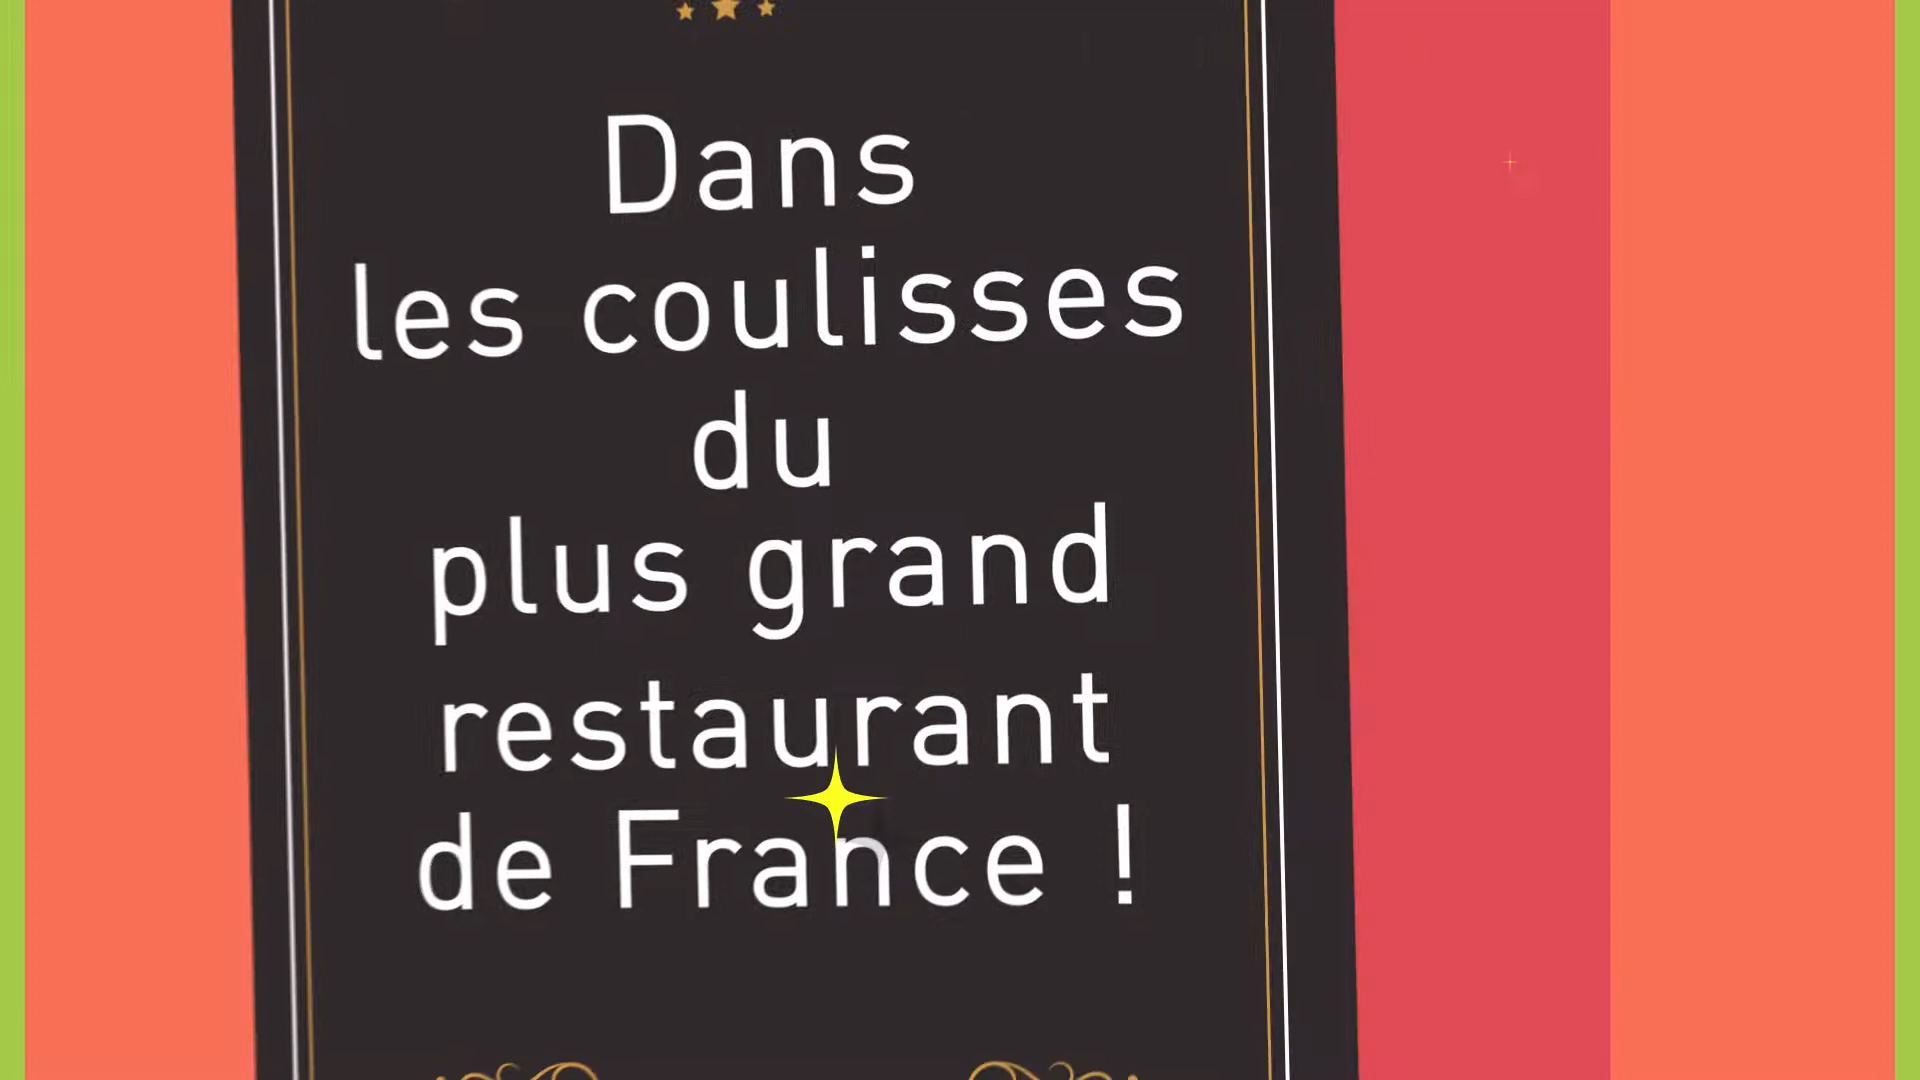 Dans
les coulisses
du
plus grand
restaurant
de France !